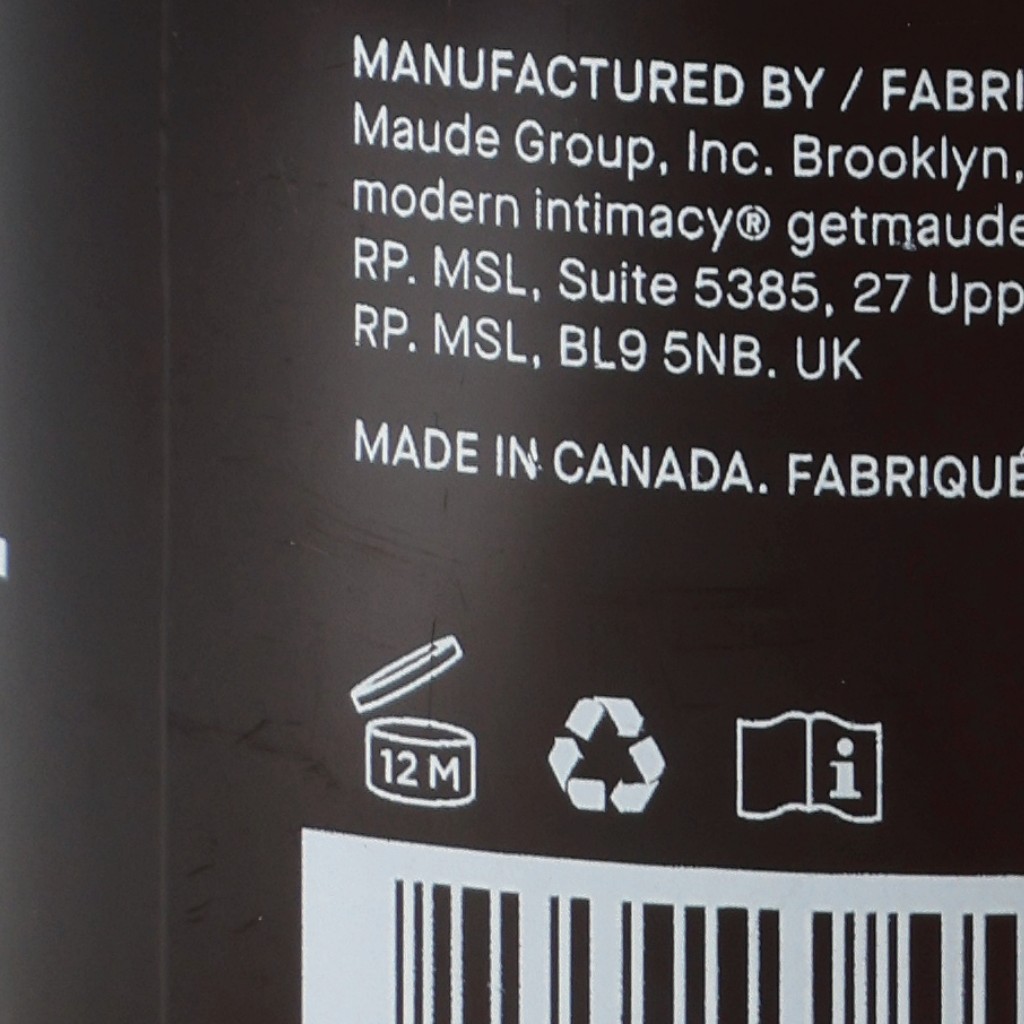 MANUFACTURED BY / FABRI
Maude Group, Inc. Brooklyn,
modern intimacy® getmaude
RP. MSL, Suite 5385, 27 Upp
RP. MSL, BL9 5NB. UK
MADE IN CANADA. FABRIQUÉ
12 M
i